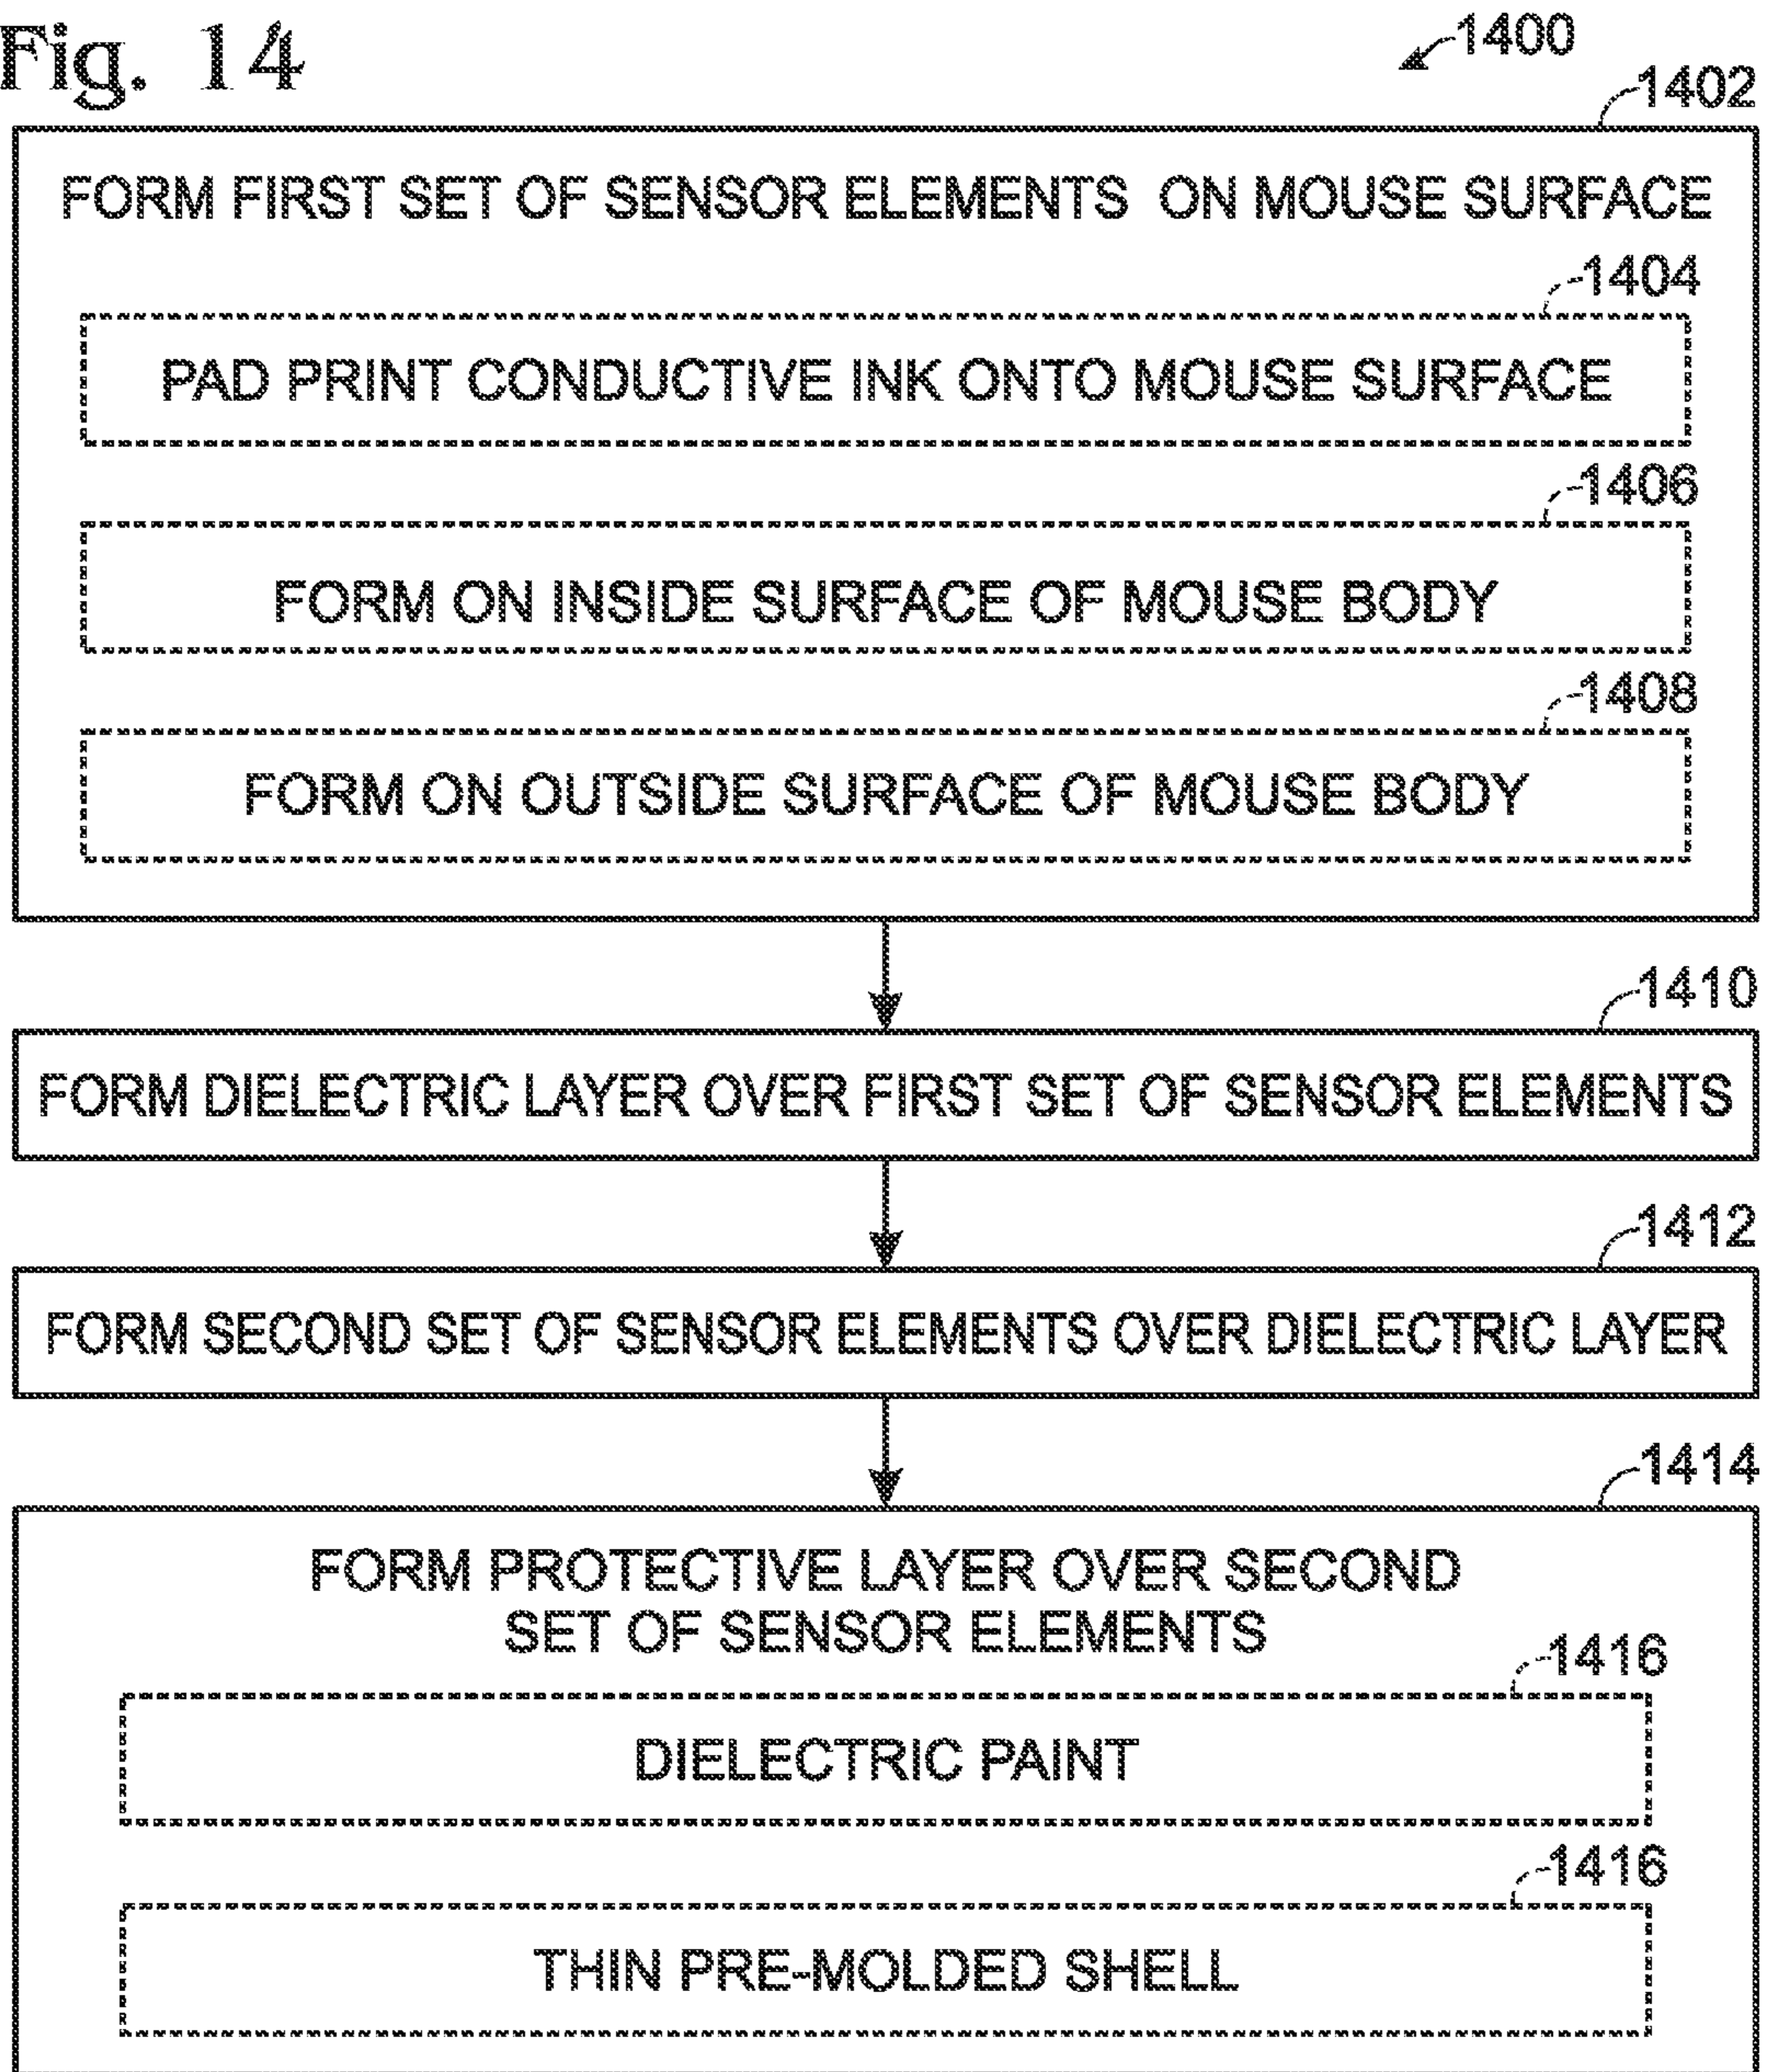 Fig. 14
1400
1402
FORM FIRST SET OF SENSOR ELEMENTS ON MOUSE SURFACE
1404
PAD PRINT CONDUCTIVE INK ONTO MOUSE SURFACE
1406
FORM ON INSIDE SURFACE OF MOUSE BODY
1408
FORM ON OUTSIDE SURFACE OF MOUSE BODY
1410
FORM DIELECTRIC LAYER OVER FIRST SET OF SENSOR ELEMENTS
1412
FORM SECOND SET OF SENSOR ELEMENTS OVER DIELECTRIC LAYER
1414
FORM PROTECTIVE LAYER OVER SECOND
SET OF SENSOR ELEMENTS
1416
DIELECTRIC PAINT
1416
THIN PRE-MOLDED SHELL